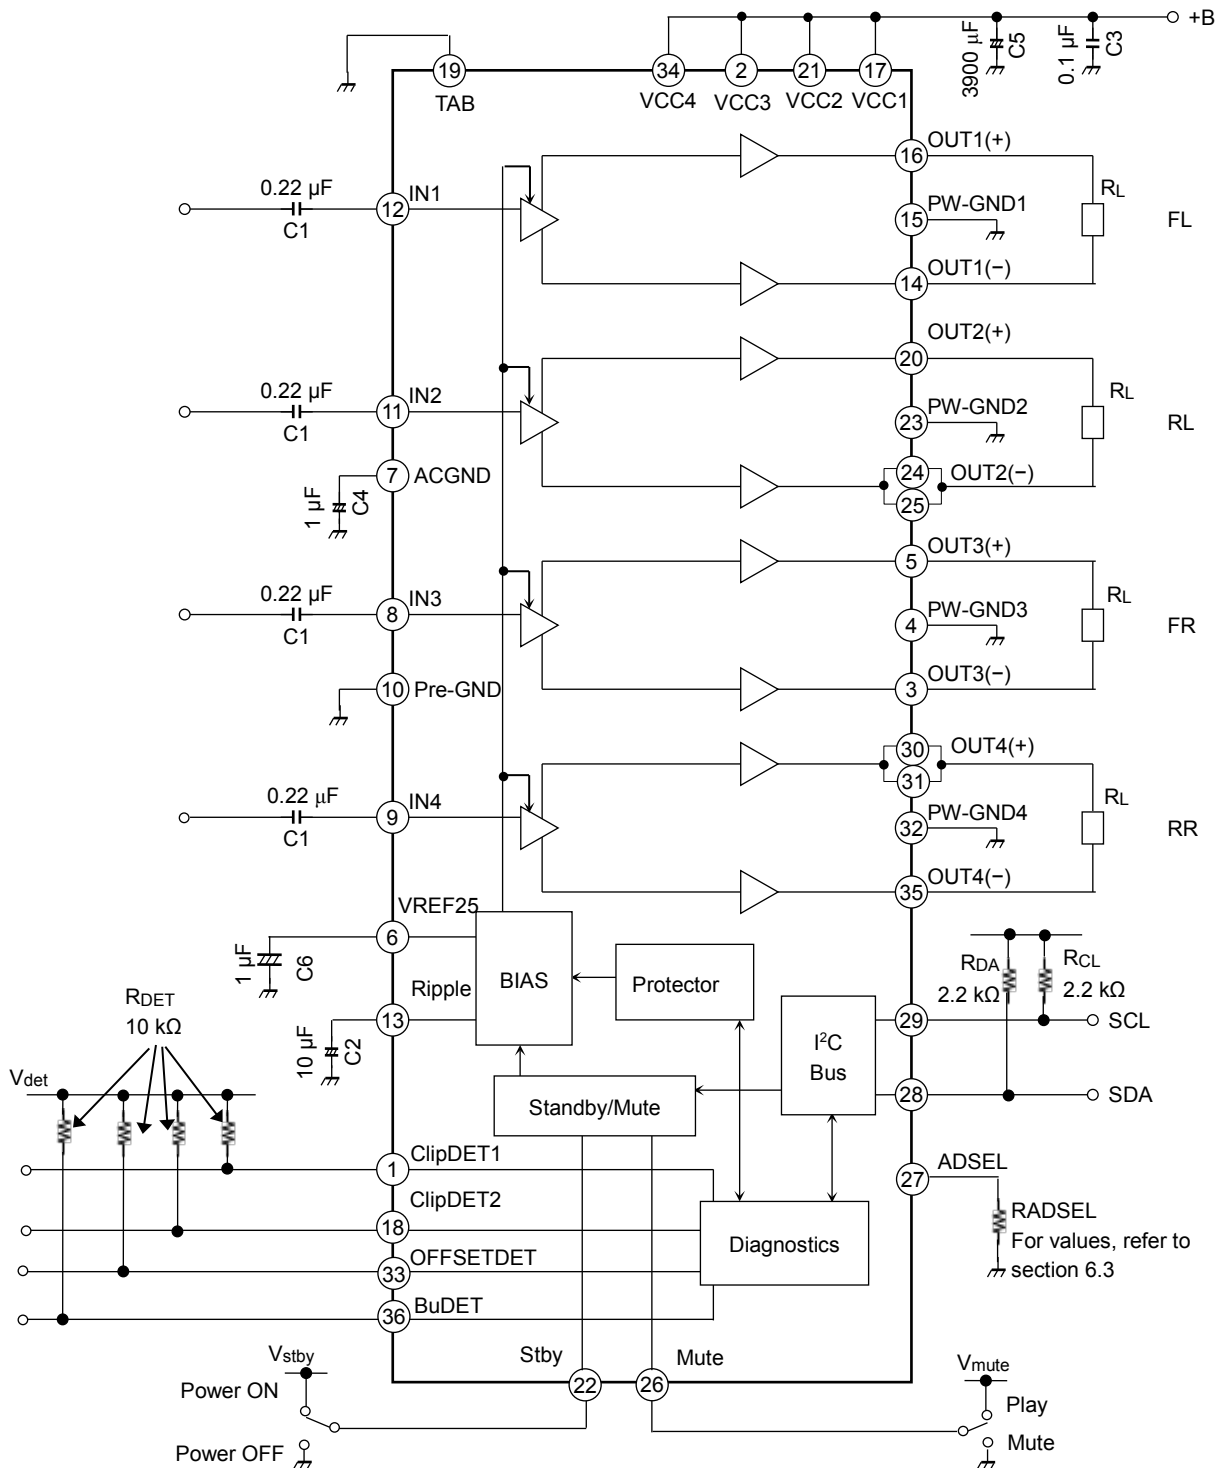 +B
3900 µF
C5
0.1 µF
C3
19
34
2
21
17
TAB
VCC4
VCC3
VCC2
VCC1
OUT1(+)
16
0.22 µF
C1
IN1
12
PW-GND1
15
RL
FL
OUT1(−)
14
OUT2(+)
20
0.22 µF
C1
IN2
11
PW-GND2
23
RL
RL
7
ACGND
1 µF
C4
24
OUT2(−)
25
OUT3(+)
5
0.22 µF
C1
IN3
8
PW-GND3
4
RL
FR
10
Pre-GND
OUT3(−)
3
30
OUT4(+)
31
0.22 µF
C1
IN4
9
PW-GND4
32
RL
RR
OUT4(−)
35
VREF25
6
1 µF
C6
BIAS
Protector
RDA
2.2 kΩ
RCL
2.2 kΩ
RDET
10 kΩ
Ripple
13
10 µF
C2
I²C
Bus
29
SCL
Vdet
Standby/Mute
28
SDA
ClipDET1
1
ADSEL
27
ClipDET2
18
RADSEL
For values, refer to
section 6.3
Diagnostics
OFFSETDET
33
BuDET
36
Vstby
Stby
Mute
Vmute
Power ON
22
26
Play
Power OFF
Mute